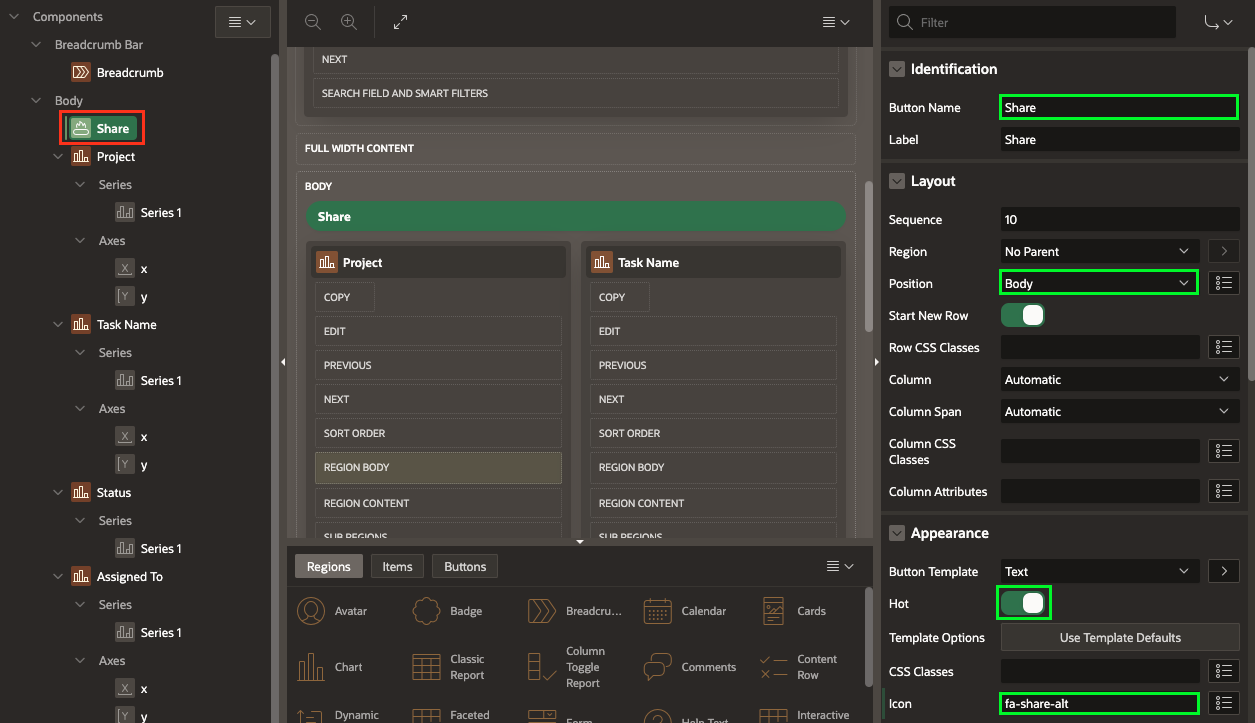 Components
Breadcrumb Bar
Breadcrumb
Body
Share
Project
Series
Series 1
Axes
X x
Y y
Task Name
Series
Series 1
Axes
X x
Y y
Status
Series
Series 1
Assigned To
Series
Series 1
Axes
X x
Y y
NEXT
SEARCH FIELD AND SMART FILTERS
FULL WIDTH CONTENT
BODY
Share
Project
COPY
EDIT
PREVIOUS
NEXT
SORT ORDER
REGION BODY
REGION CONTENT
SUB REGIONS
Task Name
COPY
EDIT
PREVIOUS
NEXT
SORT ORDER
REGION BODY
REGION CONTENT
SUB REGIONS
Regions Items Buttons
Avatar
Badge
Breadcru...
Calendar
Cards
Chart
Classic
Report
Column
Toggle
Report
Comments
Content
Row
Dynamic
Faceted
Form
Help Text
Interactive
Filter
Identification
Button Name Share
Label Share
Layout
Sequence 10
Region No Parent
Position Body
Start New Row
Row CSS Classes
Column Automatic
Column Span Automatic
Column CSS
Classes
Column Attributes
Appearance
Button Template Text
Hot
Template Options Use Template Defaults
CSS Classes
Icon fa-share-alt